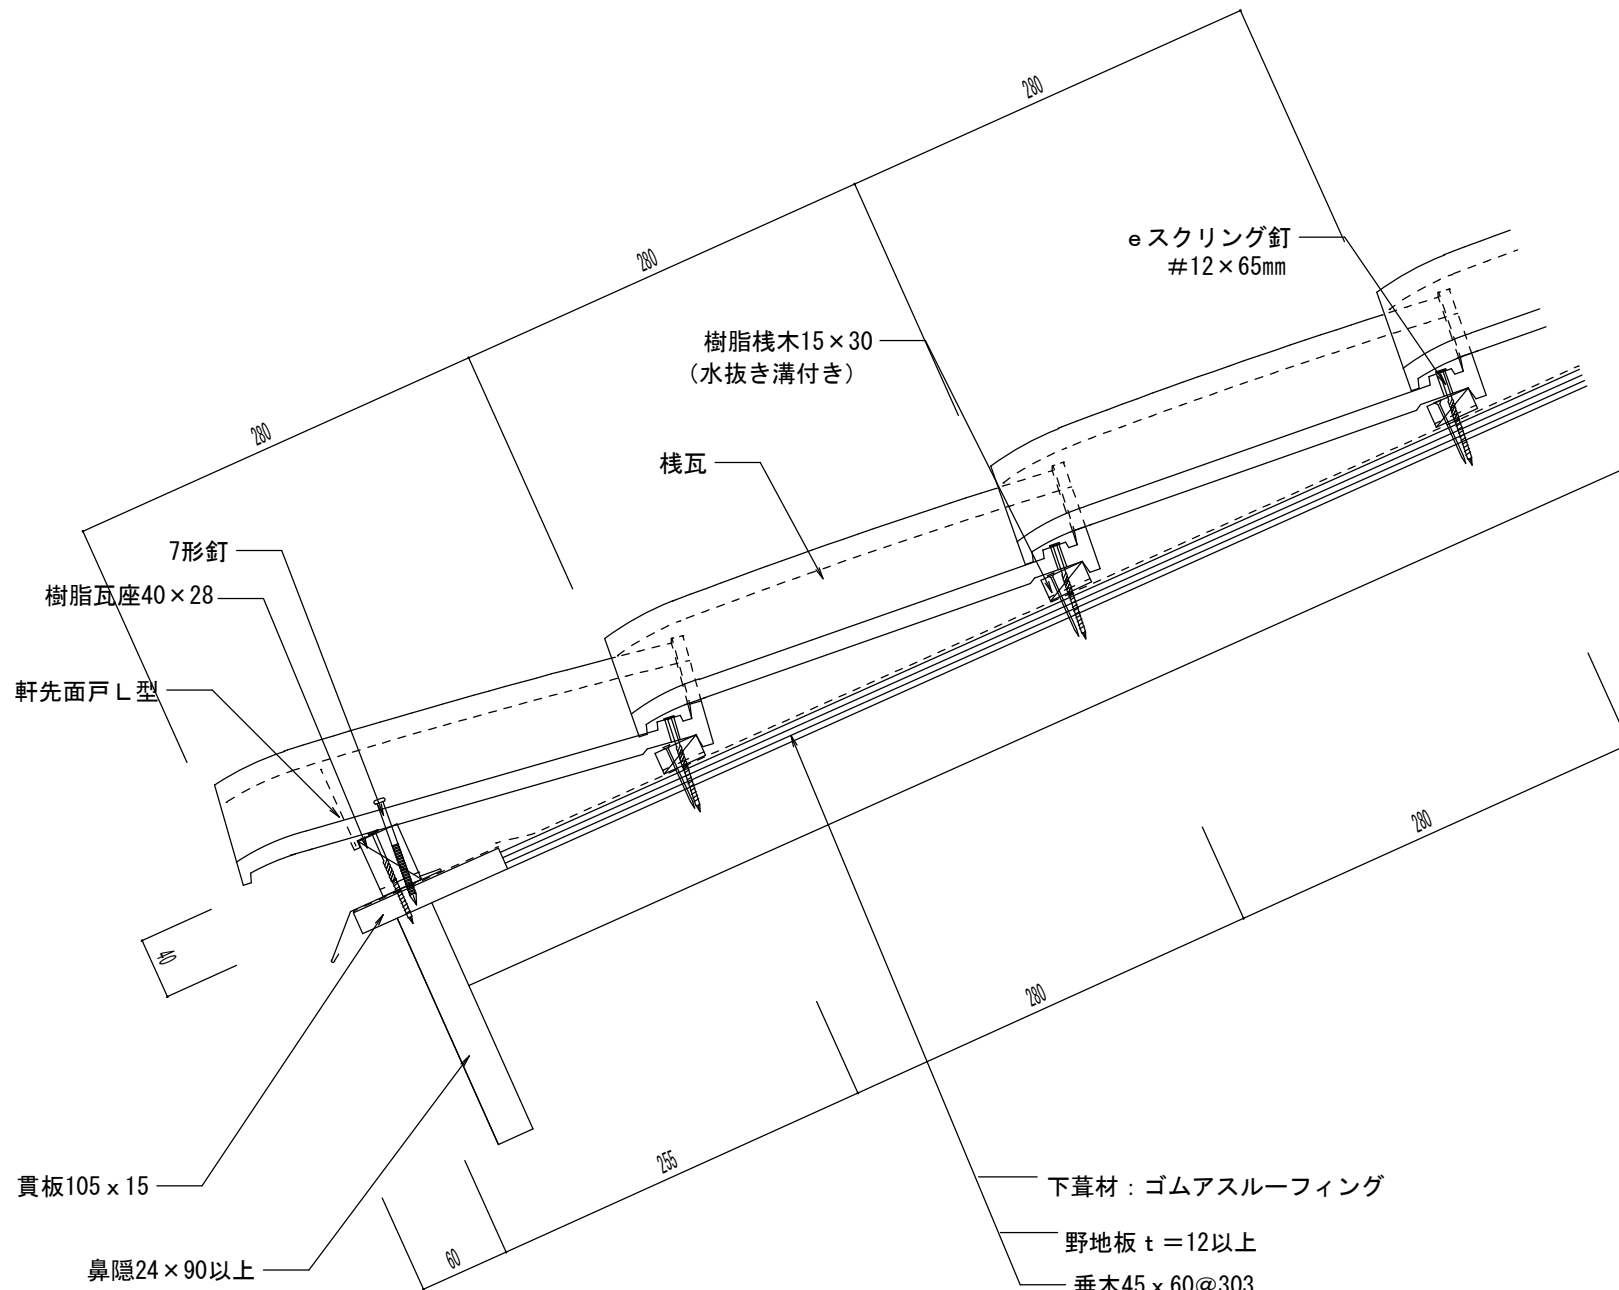 280
280
eスクリング釘
#12×65㎜
280
樹脂桟木15×30
(水抜き溝付き)
280
桟瓦
7形釘
樹脂瓦座40×28
軒先面戸L型
40
280
280
255
貫板105x15
下葺材:ゴムアスルーフィング
野地板t=12以上
60
鼻隠24×90以上
垂木45x60@303